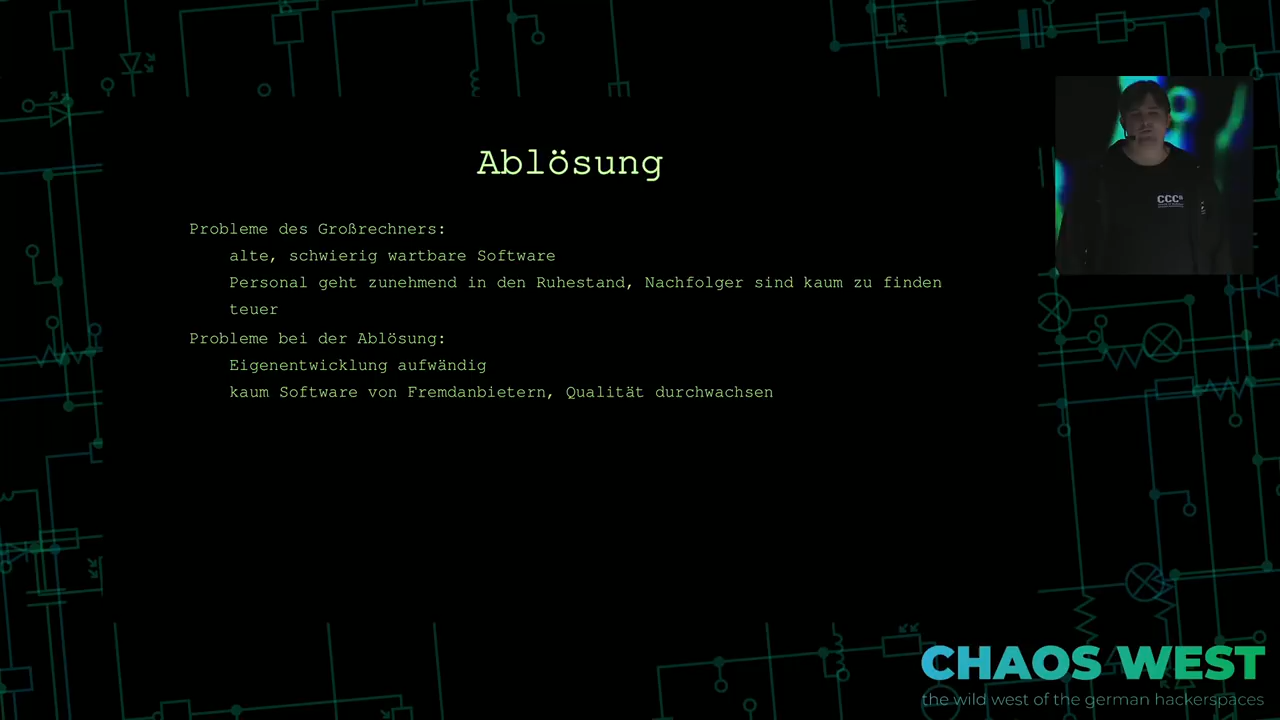 Ablösung
Probleme des Großrechners:
alte, schwierig wartbare Software
Personal geht zunehmend in den Ruhestand, Nachfolger sind kaum zu finden
teuer
Probleme bei der Ablösung:
Eigenentwicklung aufwändig
kaum Software von Fremdanbietern, Qualität durchwachsen
CCC
CHAOS WEST
the wild west of the german hackerspaces